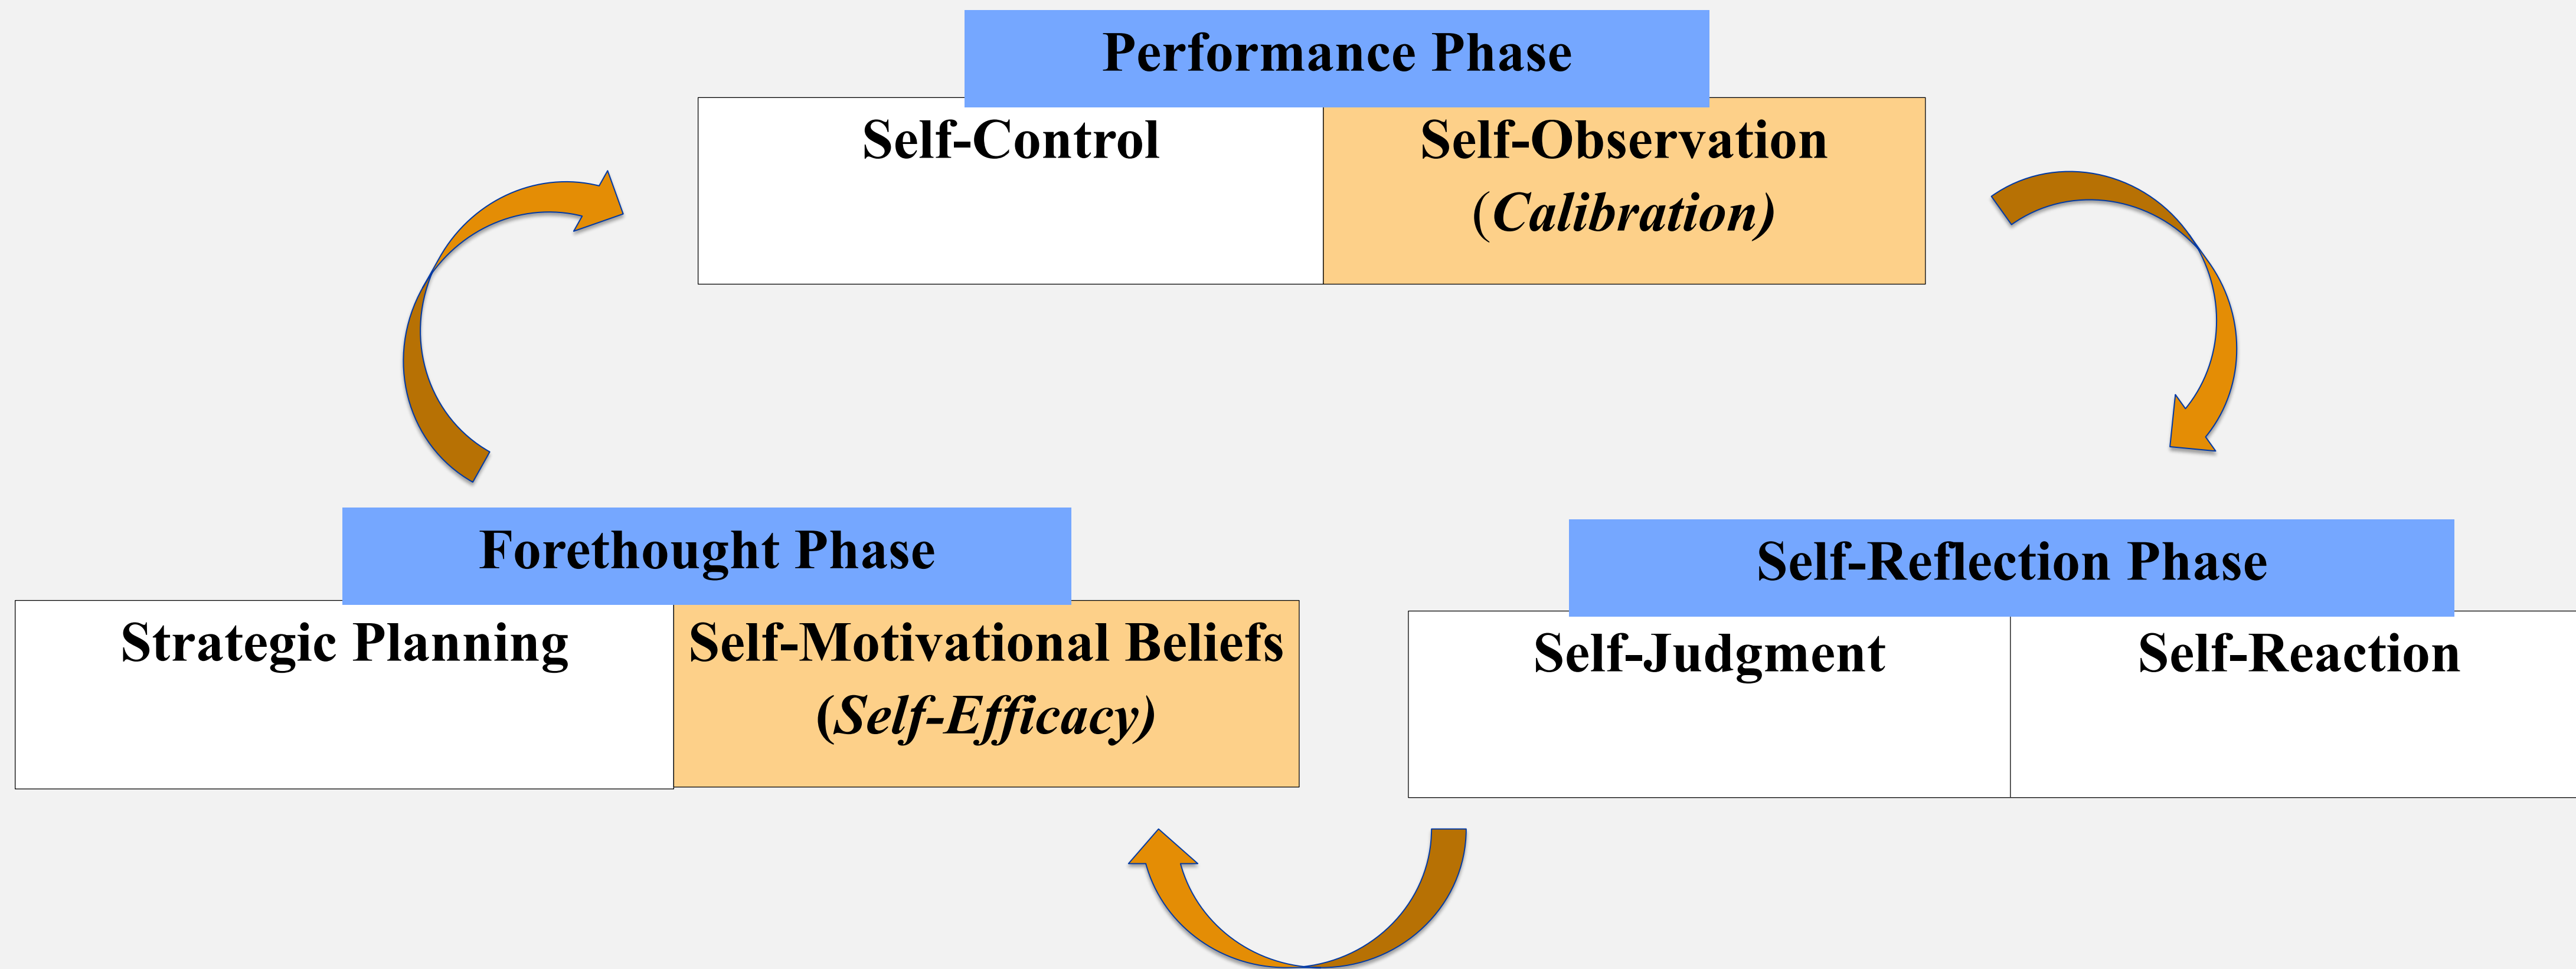 Performance Phase
Self-Control
Self-Observation
(Calibration)
Forethought Phase
Strategic Planning
Self-Motivational Beliefs
(Self-Efficacy)
Self-Reflection Phase
Self-Judgment
Self-Reaction